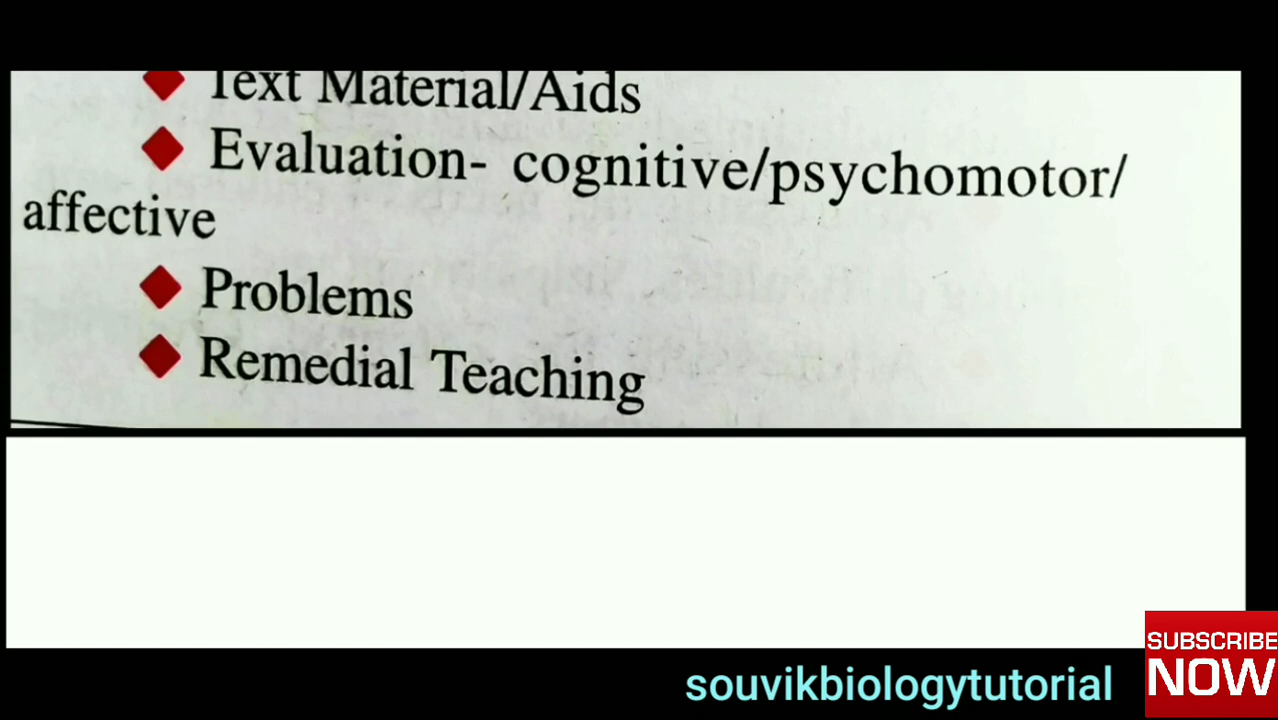 Text Material/Aids
Evaluation- cognitive/psychomotor/
affective
Problems
Remedial Teaching
SUBSCRIBE
NOW
souvikbiologytutorial